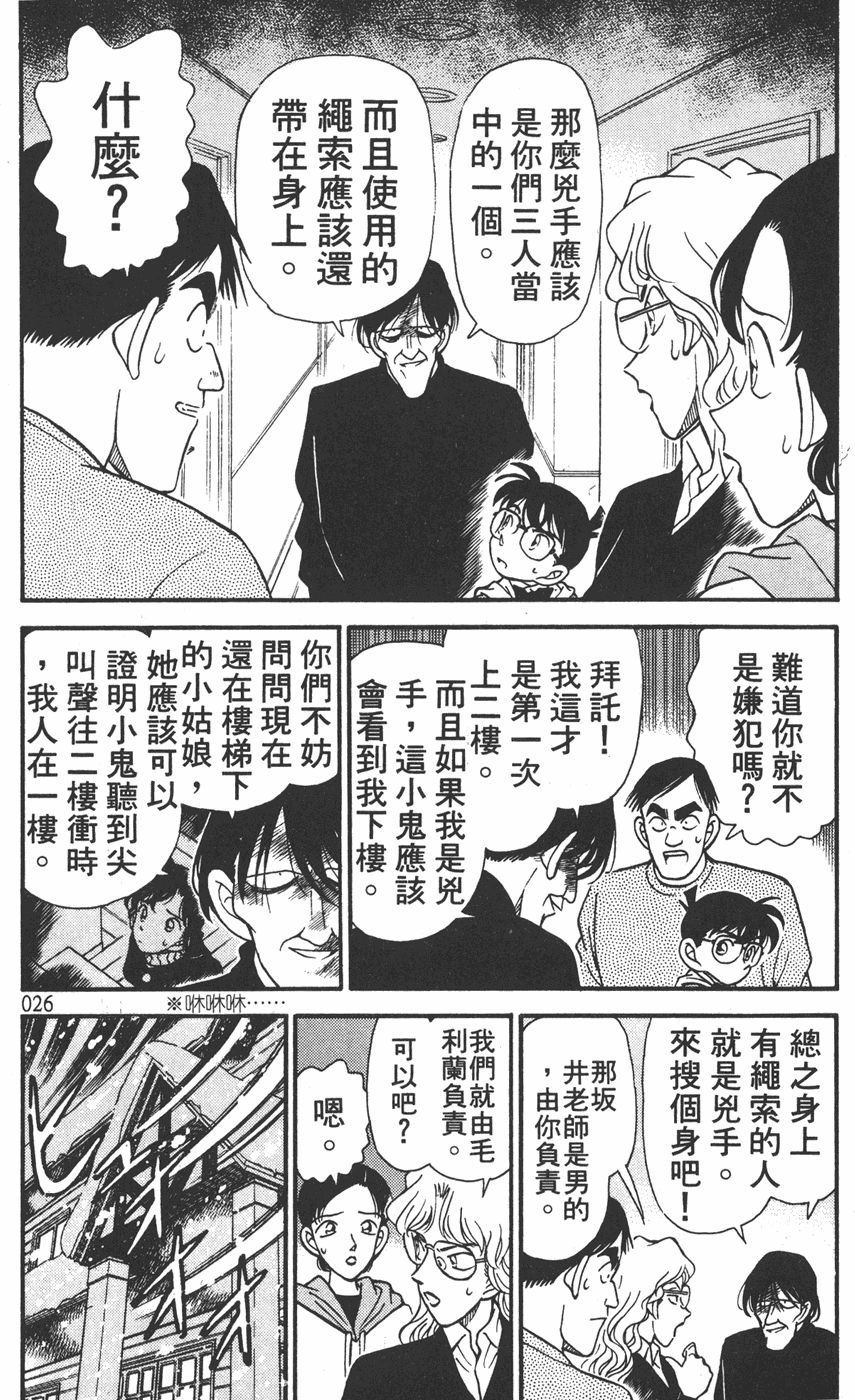 那麼兇手應該
是你們三人當
中的一個。
而且使用的
繩索應該還
帶在身上。
什麼?
難道你就不
是嫌犯嗎?
拜託!
我這才
是第一次
上二樓。
而且如果我是兇
手，這小鬼應該
會看到我下樓。
你們不妨
問問現在
還在樓梯下
的小姑娘，
她應該可以
證明小鬼聽到尖
叫聲往二樓衝時
，我人在一樓。
026
※咻咻咻……
總之身上
有繩索的人
就是兇手。
來搜個身吧!
那坂
井老師是男的
，由你負責。
我們就由毛
利蘭負責。
可以吧?
嗯。